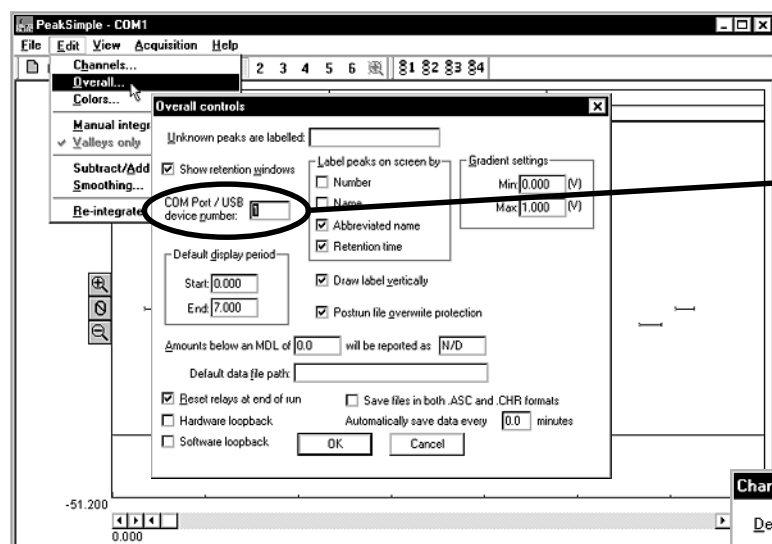 PeakSimple - COM1
File Edit View Acquisition Help
Channels...
Overall...
Colors...
Manual integr
Valleys only
Subtract/Add
Smoothing...
Re-integrate
2 3 4 5 6 81 82 83 84
Overall controls
Unknown peaks are labelled:
Show retention windows
COM Port / USB
device number: 1
Label peaks on screen by
Number
Name
Abbreviated name
Retention time
Gradient settings
Min: 0.000 (V)
Max: 1.000 (V)
Default display period
Start: 0.000
End: 7.000
Draw label vertically
Postrun file overwrite protection
Amounts below an MDL of 0.0 will be reported as N/D
Default data file path:
Reset relays at end of run
Save files in both .ASC and .CHR formats
Hardware loopback
Automatically save data every 0.0 minutes
Software loopback
OK Cancel
-51.200
0.000
Chan
De